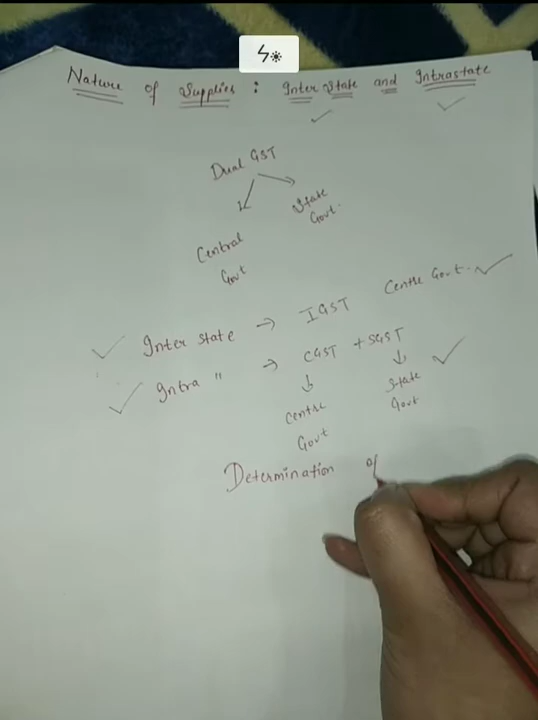 Nature of Supplies : Inter State and Intrastate
Dual GST
Central Govt
State Govt.
Inter state → IGST Centre Govt.
Intra " → CGST + SGST
Centre Govt
State Govt
Determination of